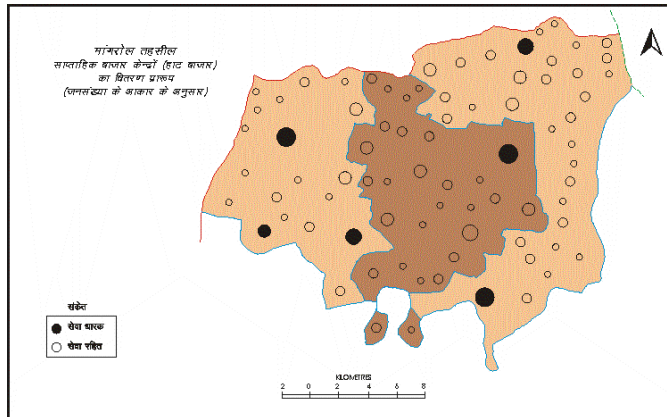 मांगरोल तहसील
साप्ताहिक बाजार केन्द्रों (हाट बाजार)
का वितरण प्रारूप
(जनसंख्या के आकार के अनुसार)
संकेत
सेवा धारक
सेवा रहित
KILOMETRES
2 0 2 4 6 8